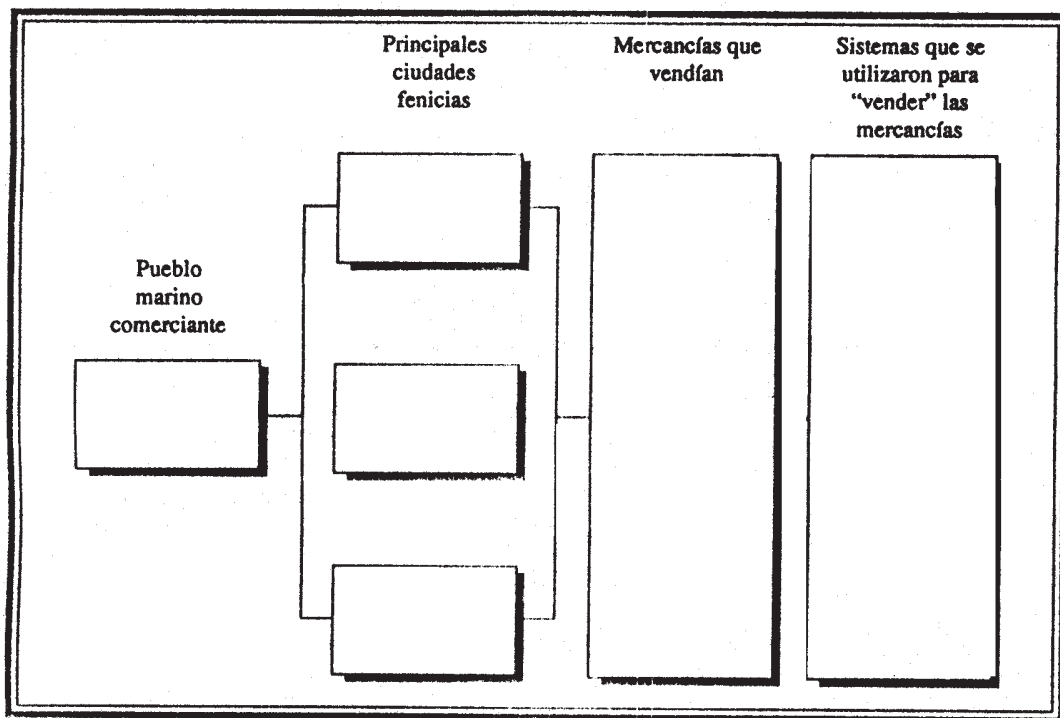 Principales
ciudades
fenicias
Mercancías que
vendían
Sistemas que se
utilizaron para
“vender” las
mercancías
Pueblo
marino
comerciante